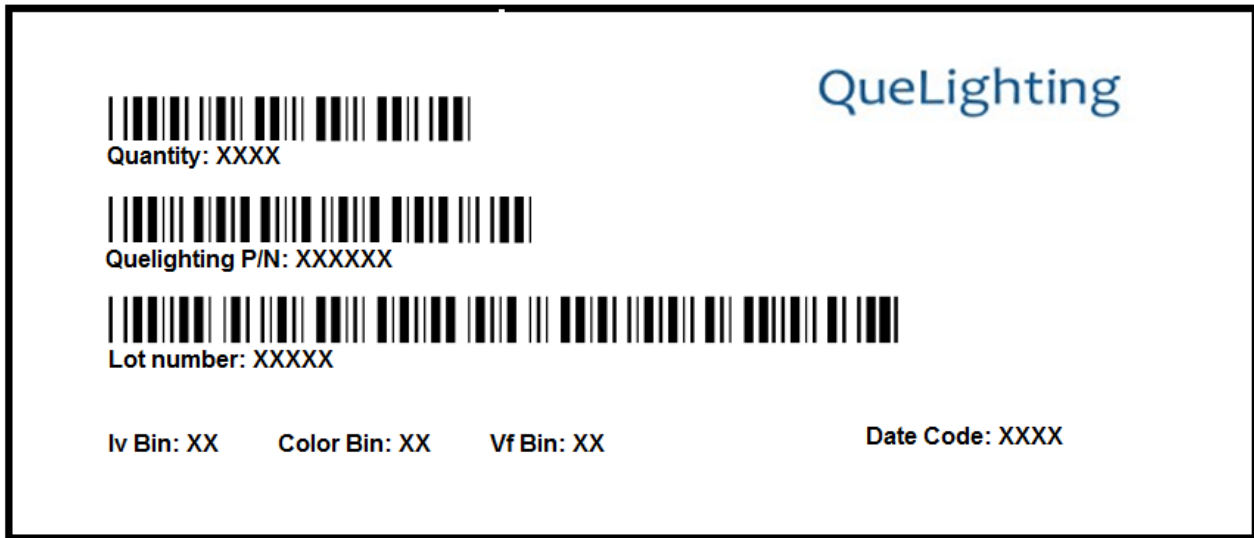 QueLighting
Quantity: XXXX
Quelighting P/N: XXXXXX
Lot number: XXXXX
Iv Bin: XX Color Bin: XX Vf Bin: XX Date Code: XXXX